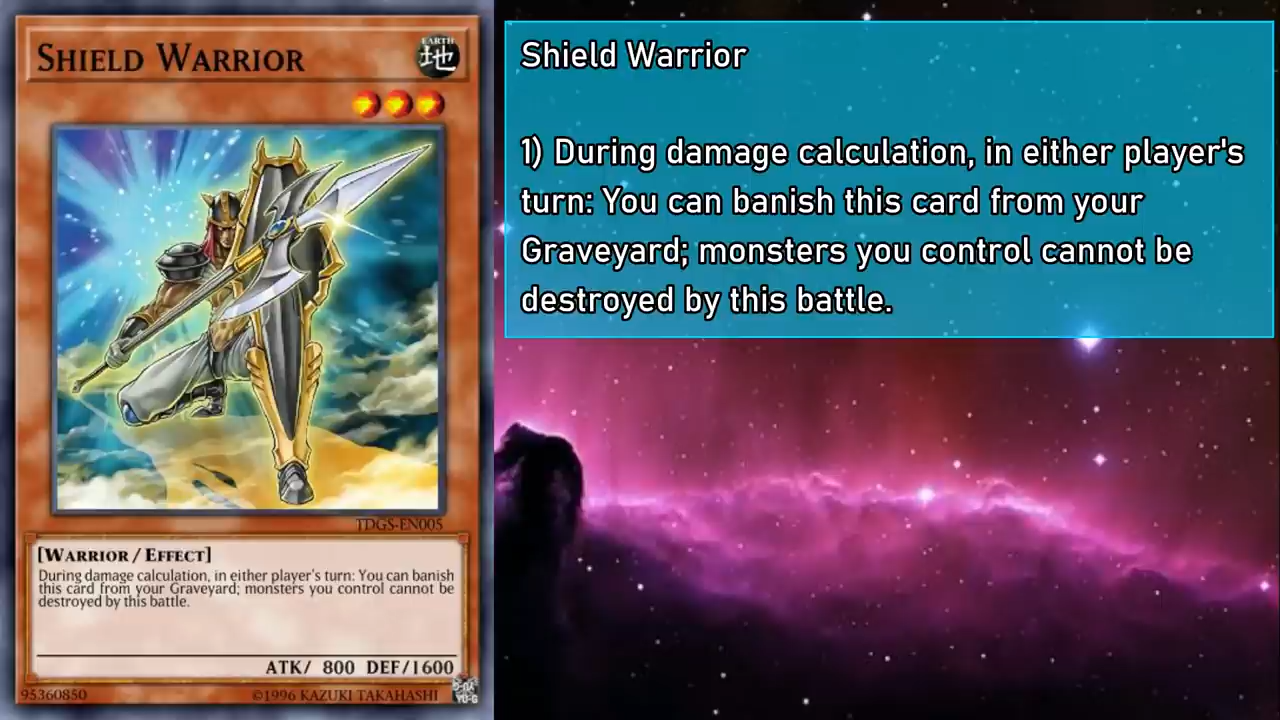 SHIELD WARRIOR
EARTH
地
TDGS-EN005
[WARRIOR / EFFECT]
During damage calculation, in either player's turn: You can banish
this card from your Graveyard; monsters you control cannot be
destroyed by this battle.
ATK/ 800 DEF/1600
95360850
©1996 KAZUKI TAKAHASHI
Shield Warrior
1) During damage calculation, in either player's
turn: You can banish this card from your
Graveyard; monsters you control cannot be
destroyed by this battle.